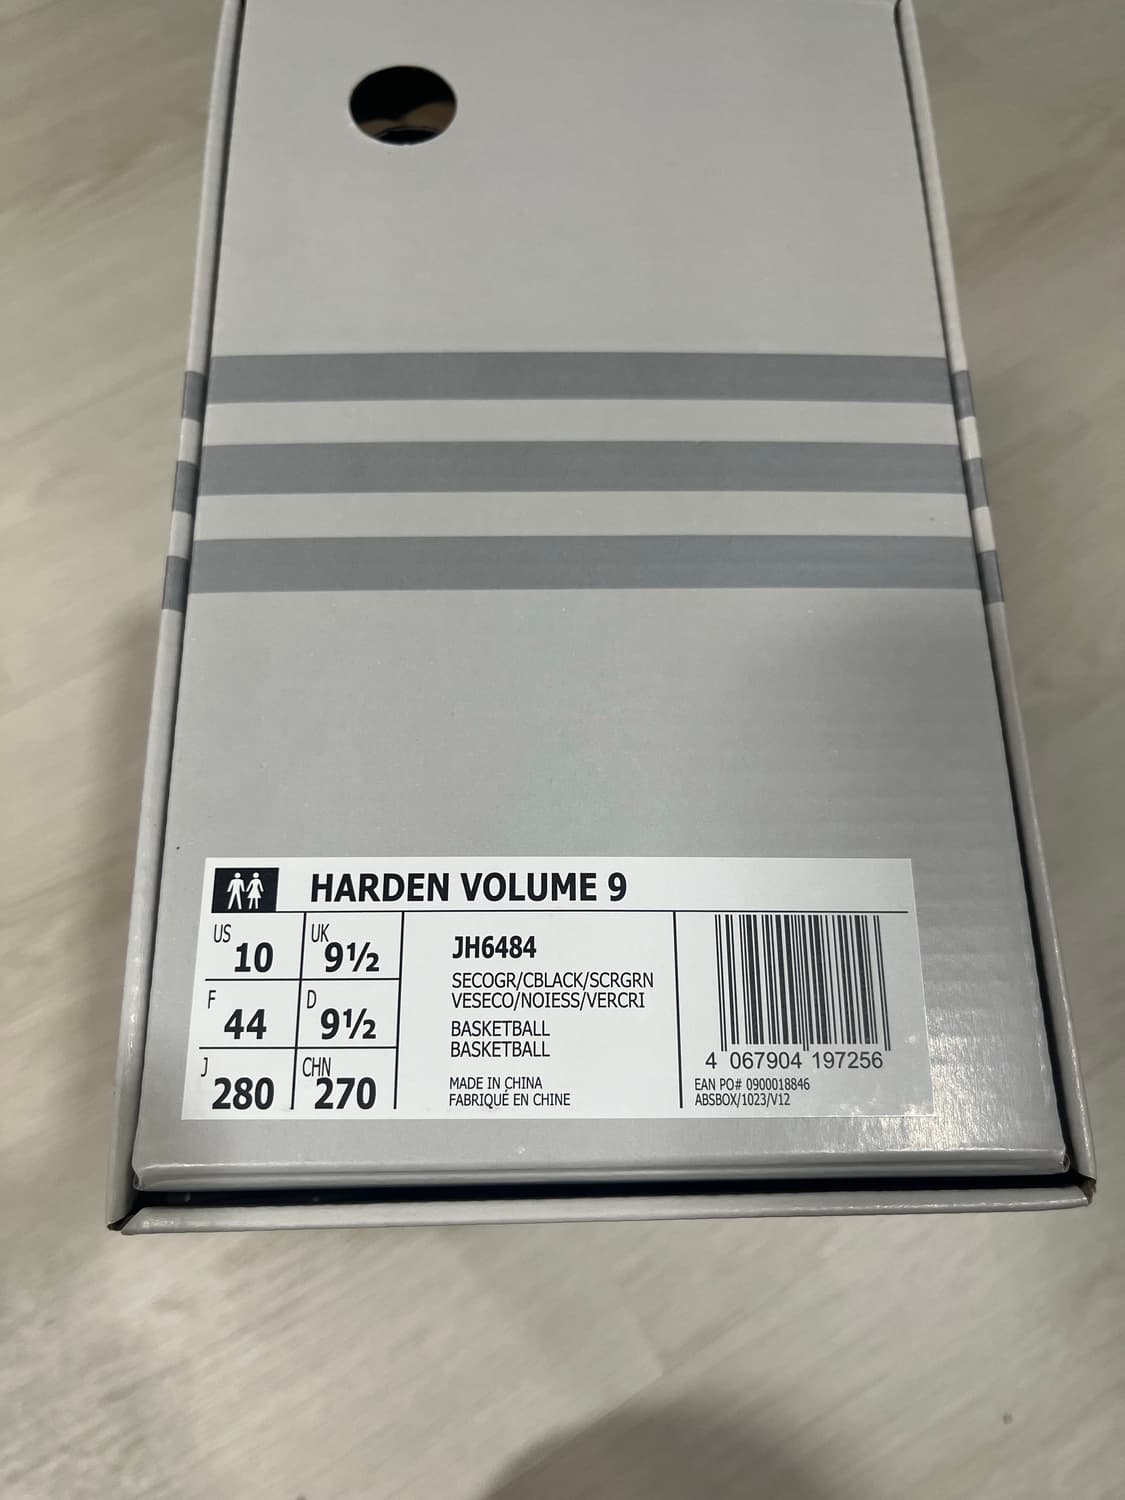 HARDEN VOLUME 9
US 10
UK 9½
F 44
D 9½
J 280
CHN 270
JH6484
SECOGR/CBLACK/SCRGRN
VESECO/NOIESS/VERCRI
BASKETBALL
BASKETBALL
MADE IN CHINA
FABRIQUÉ EN CHINE
4 067904 197256
EAN PO# 0900018846
ABSBOX/1023/V12